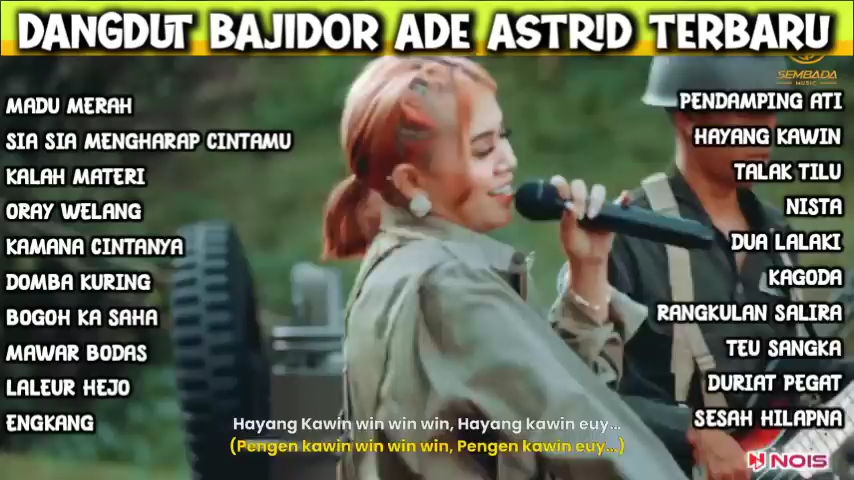 DANGDUT BAJIDOR ADE ASTRID TERBARU
SEMBADA
MUSIC
MADU MERAH
SIA SIA MENGHARAP CINTAMU
KALAH MATERI
ORAY WELANG
KAMANA CINTANYA
DOMBA KURING
BOGOH KA SAHA
MAWAR BODAS
LALEUR HEJO
ENGKANG
PENDAMPING ATI
HAYANG KAWIN
TALAK TILU
NISTA
DUA LALAKI
KAGODA
RANGKULAN SALIRA
TEU SANGKA
DURIAT PEGAT
SESAH HILAPNA
Hayang Kawin win win win, Hayang kawin euy...
(Pengen kawin win win win, Pengen kawin euy...)
NOIS